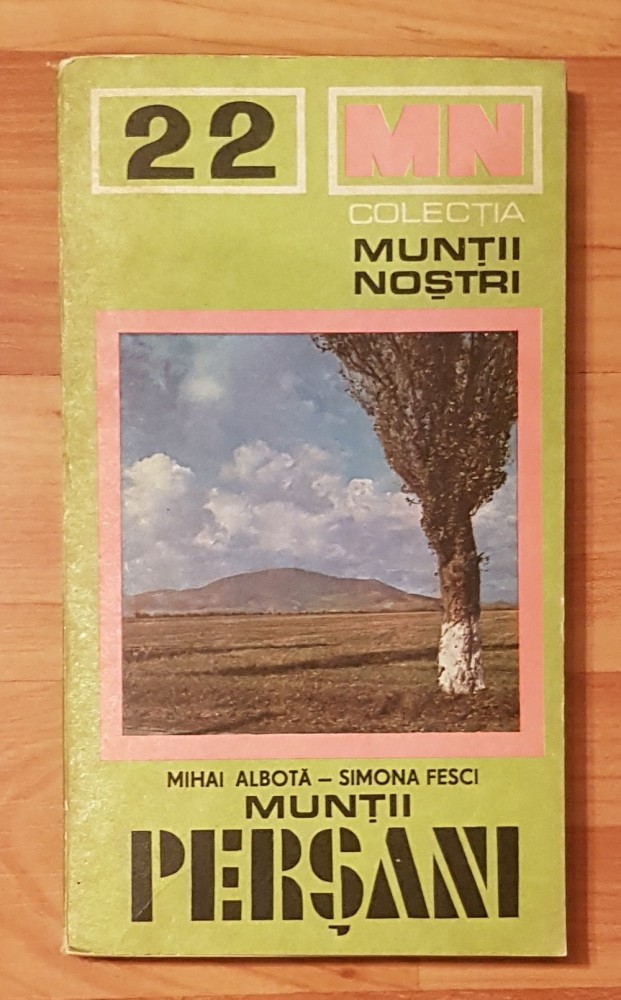 22
MN
COLECȚIA
MUNȚII
NOȘTRI
MIHAI ALBOTĂ – SIMONA FESCI
MUNȚII
PERȘANI